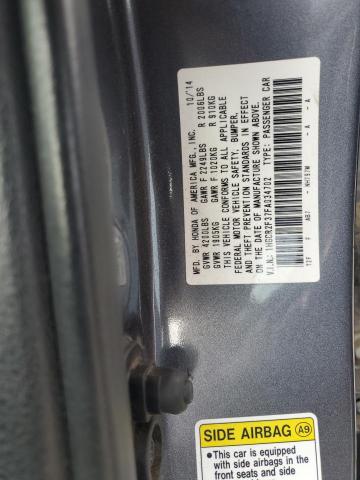 MFD. BY HONDA OF AMERICA MFG., INC. 10/14
GVWR 4200LBS GAWR F 2249LBS R 2006LBS
GVWR 1905KG GAWR F 1020KG R 910KG
THIS VEHICLE CONFORMS TO ALL APPLICABLE
FEDERAL MOTOR VEHICLE SAFETY, BUMPER,
AND THEFT PREVENTION STANDARDS IN EFFECT
ON THE DATE OF MANUFACTURE SHOWN ABOVE.
V.I.N.: 1HGCR2F37FA034702 TYPE: PASSENGER CAR
SIDE AIRBAG A9
•This car is equipped
with side airbags in the
front seats and side